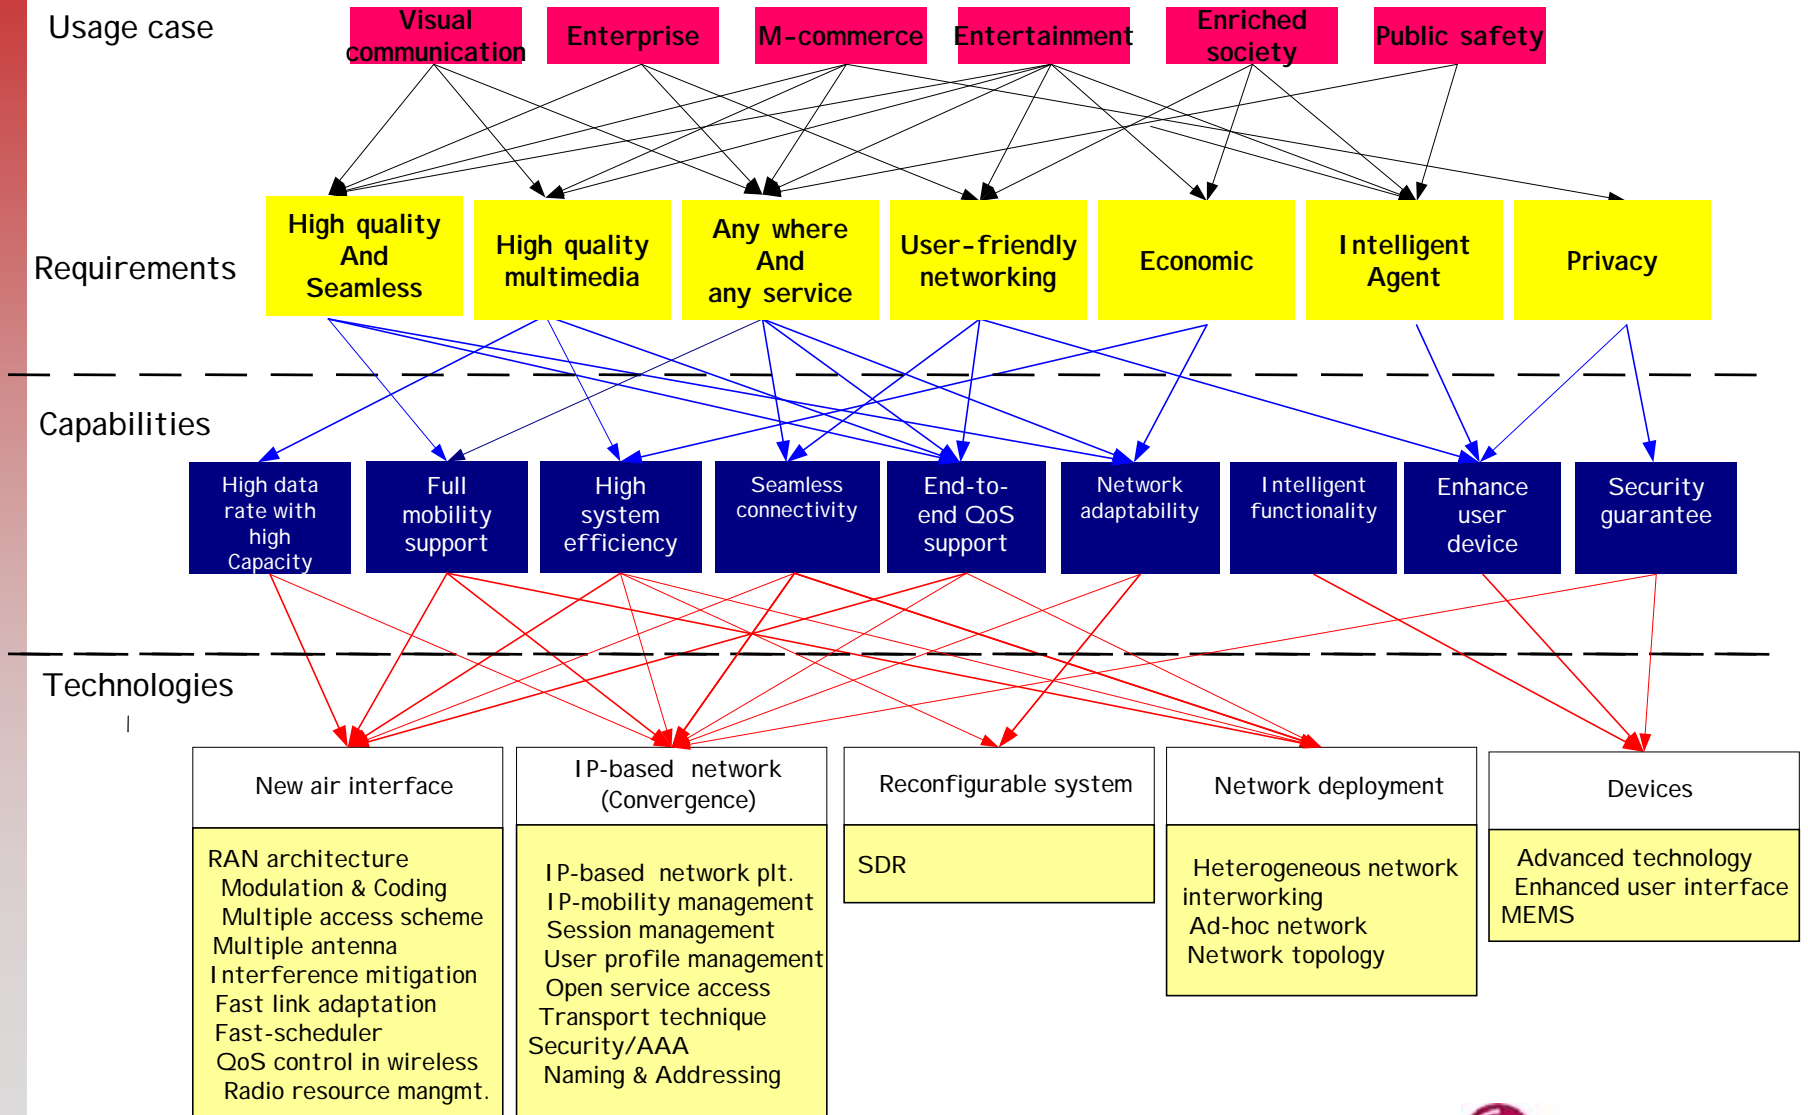 Usage case
Visual
communication
Enterprise
M-commerce
Entertainment
Enriched
society
Public safety
Requirements
High quality
And
Seamless
High quality
multimedia
Any where
And
any service
User-friendly
networking
Economic
Intelligent
Agent
Privacy
Capabilities
High data
rate with
high
Capacity
Full
mobility
support
High
system
efficiency
Seamless
connectivity
End-to-
end QoS
support
Network
adaptability
Intelligent
functionality
Enhance
user
device
Security
guarantee
Technologies
New air interface
RAN architecture
Modulation & Coding
Multiple access scheme
Multiple antenna
Interference mitigation
Fast link adaptation
Fast-scheduler
QoS control in wireless
Radio resource mangmt.
IP-based network
(Convergence)
IP-based network plt.
IP-mobility management
Session management
User profile management
Open service access
Transport technique
Security/AAA
Naming & Addressing
Reconfigurable system
SDR
Network deployment
Heterogeneous network
interworking
Ad-hoc network
Network topology
Devices
Advanced technology
Enhanced user interface
MEMS